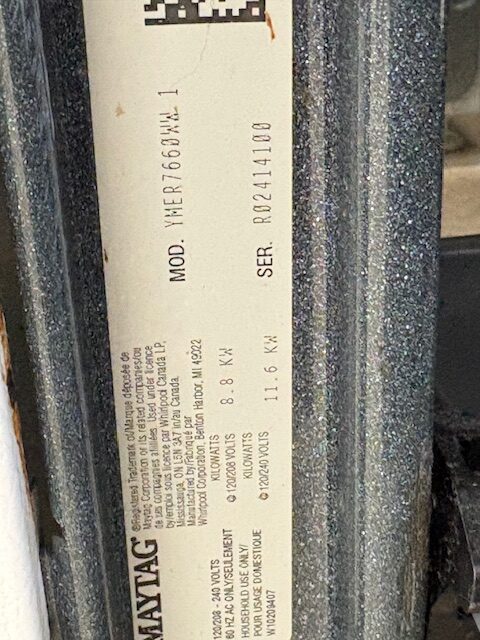 MAYTAG
®Registered Trademark of/Marque déposée de
Maytag Corporation or its related companies/ou
de ses compagnies affiliées. Used under licence
by/emploi sous licence par Whirlpool Canada LP,
Mississauga, ON L5N 3A7 in/au Canada.
Manufactured by/Fabriqué par
Whirlpool Corporation, Benton Harbor, MI 49022
MOD. YMER7660WW 1
SER. R02414100
120/208 - 240 VOLTS
60 HZ AC ONLY/SEULEMENT
HOUSEHOLD USE ONLY/
POUR USAGE DOMESTIQUE
W10209407
KILOWATTS
@ 120/208 VOLTS 8.8 KW
KILOWATTS
@ 120/240 VOLTS 11.6 KW